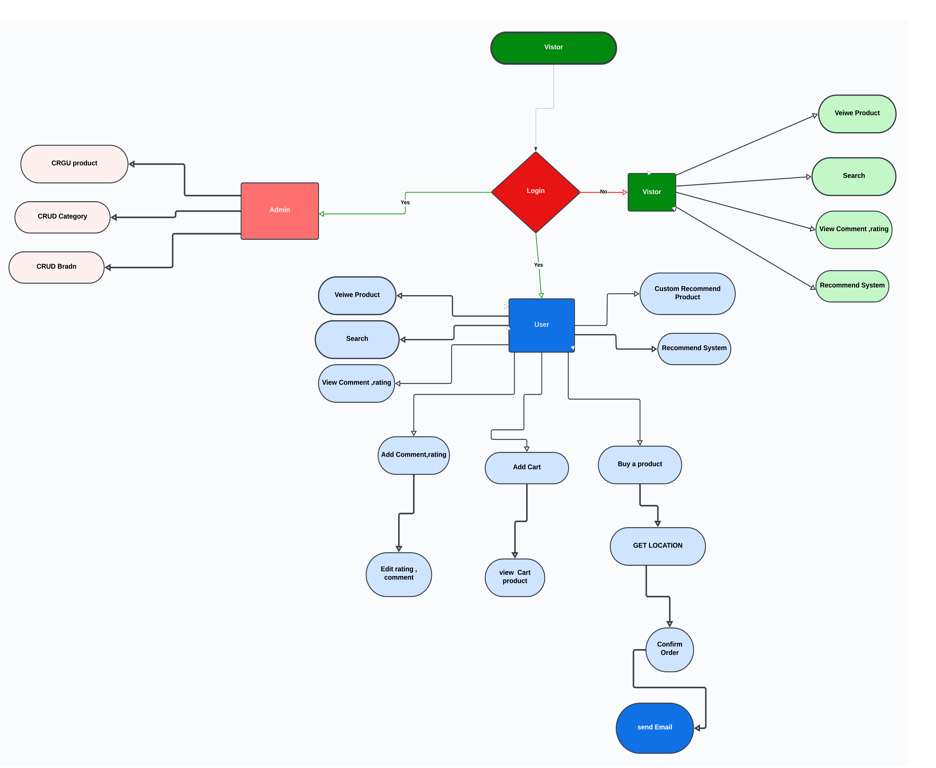 Vistor
Veiwe Product
CRGU product
Search
Login
No
Vistor
Yes
Admin
CRUD Category
View Comment ,rating
CRUD Bradn
Yes
Recommend System
Veiwe Product
Custom Recommend
Product
User
Search
Recommend System
View Comment ,rating
Add Comment,rating
Add Cart
Buy a product
GET LOCATION
Edit rating ,
comment
view Cart
product
Confirm
Order
send Email